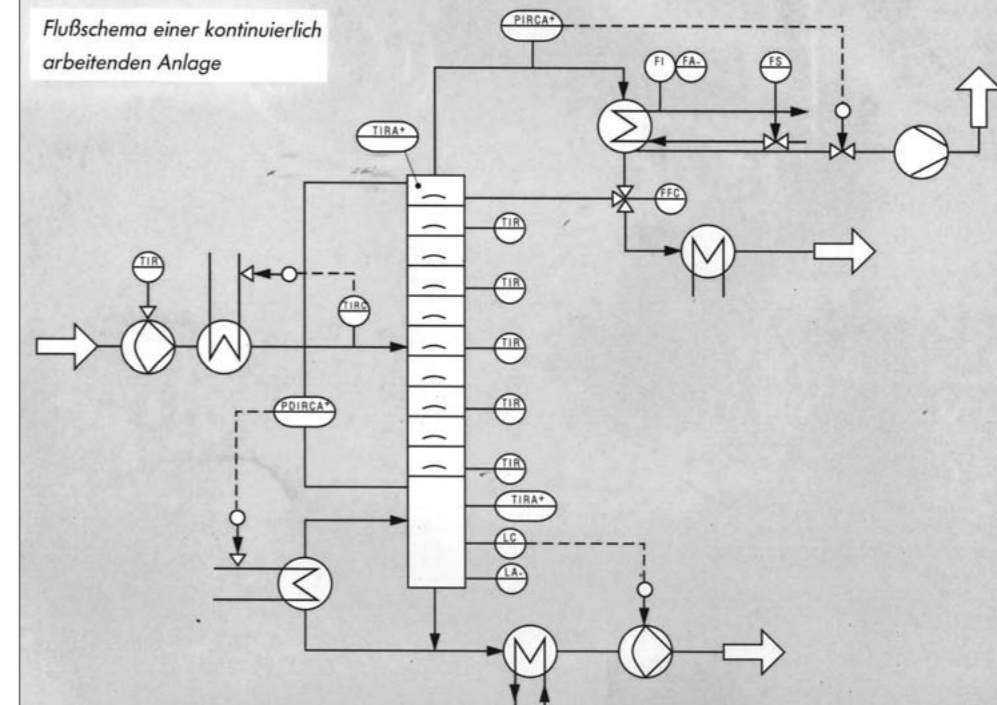 Flußschema einer kontinuierlich
arbeitenden Anlage
PIRCA+
FI
FA-
FS
TIRA+
FFC
TIR
TIR
TIR
TIRC
TIR
PDIRCA+
TIR
TIR
TIRA+
LC
LA-